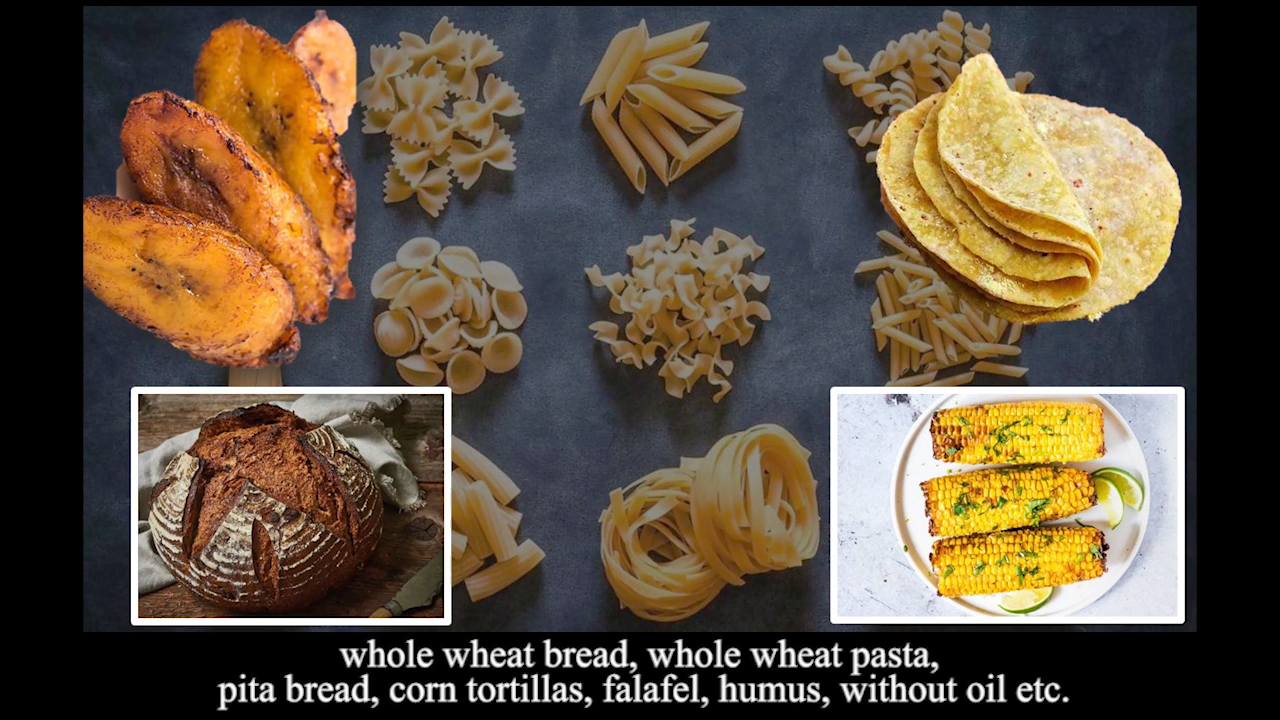 whole wheat bread, whole wheat pasta,
pita bread, corn tortillas, falafel, humus, without oil etc.